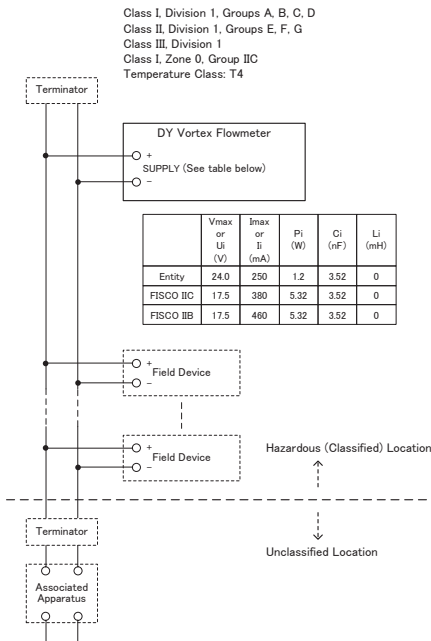 Class I, Division 1, Groups A, B, C, D
Class II, Division 1, Groups E, F, G
Class III, Division 1
Class I, Zone 0, Group IIC
Temperature Class: T4
Terminator
DY Vortex Flowmeter
+
SUPPLY (See table below)
−
Vmax or Ui (V) Imax or Ii (mA) Pi (W) Ci (nF) Li (mH)
Entity 24.0 250 1.2 3.52 0
FISCO IIC 17.5 380 5.32 3.52 0
FISCO IIB 17.5 460 5.32 3.52 0
+
Field Device
−
+
Field Device
−
Hazardous (Classified) Location
Unclassified Location
Terminator
Associated
Apparatus